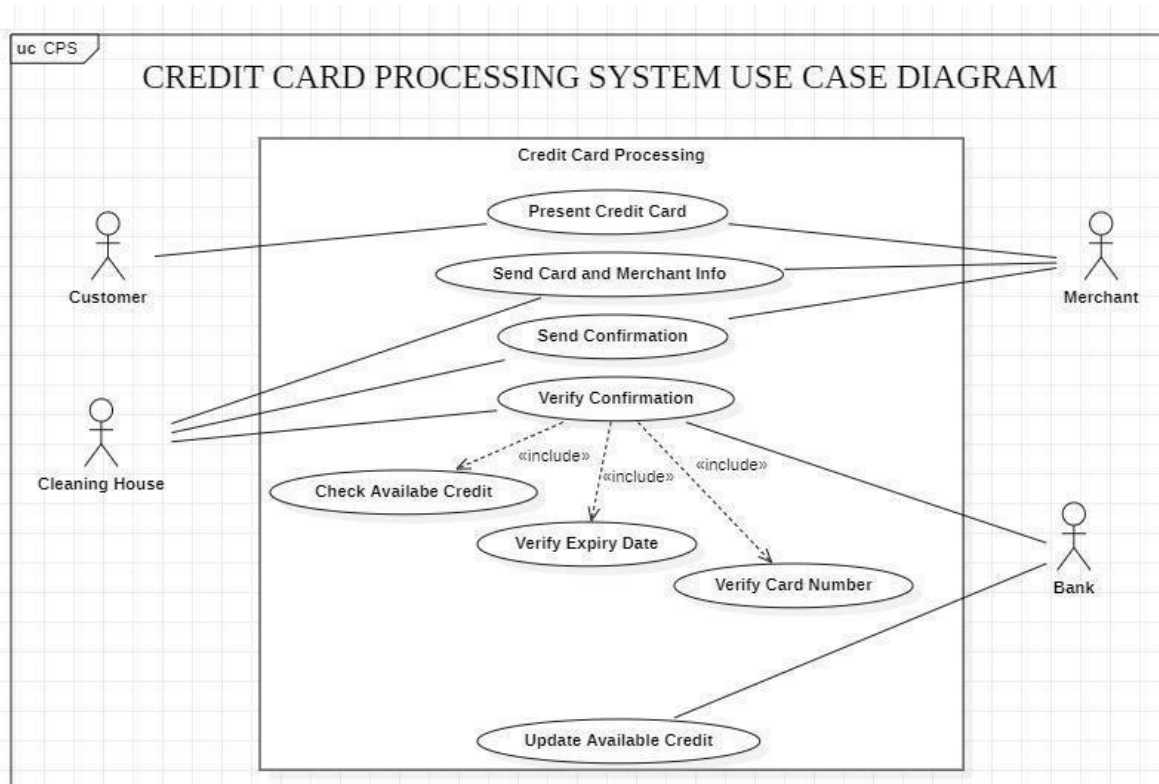 uc CPS
CREDIT CARD PROCESSING SYSTEM USE CASE DIAGRAM
Credit Card Processing
Present Credit Card
Send Card and Merchant Info
Customer
Merchant
Send Confirmation
Verify Confirmation
«include»
«include»
«include»
Cleaning House
Check Availabe Credit
Verify Expiry Date
Verify Card Number
Bank
Update Available Credit